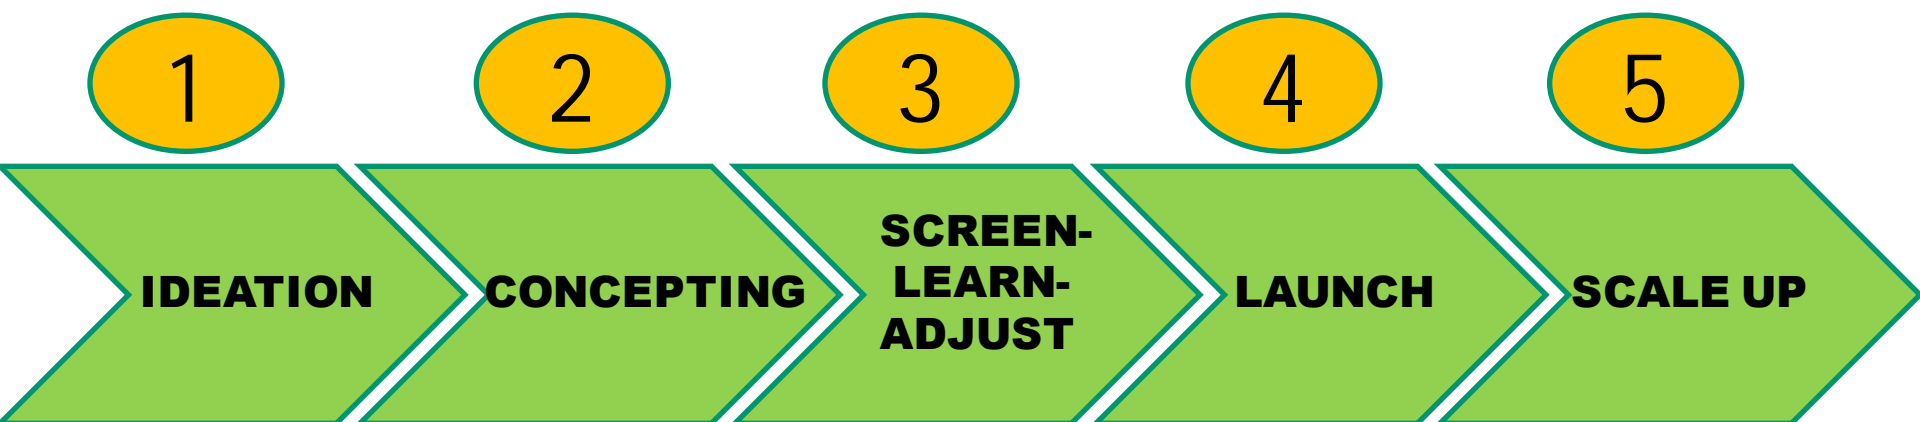 1
2
3
4
5
IDEATION
CONCEPTING
SCREEN-
LEARN-
ADJUST
LAUNCH
SCALE UP